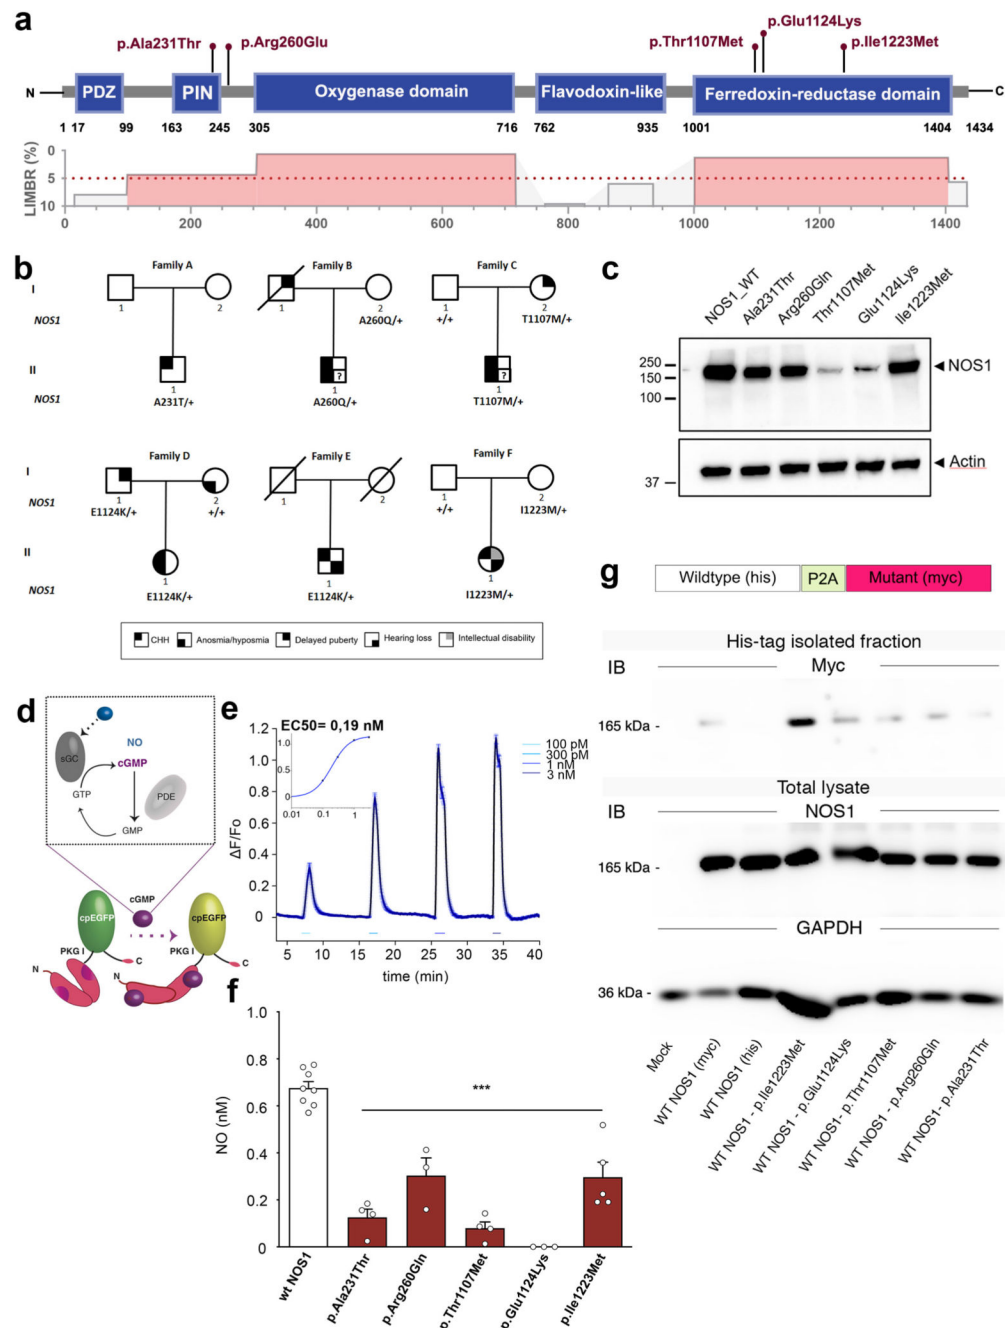 a
p.Ala231Thr
p.Arg260Glu
p.Thr1107Met
p.Glu1124Lys
p.Ile1223Met
N
PDZ
PIN
Oxygenase domain
Flavodoxin-like
Ferredoxin-reductase domain
C
1 17 99 163 245 305 716 762 935 1001 1404 1434
LIMBR (%)
0
5
10
0 200 400 600 800 1000 1200 1400
b
Family A Family B Family C
I
1 2 1 2 1 2
NOS1 A260Q/+ +/+ T1107M/+
II
? ?
1 1 1
NOS1 A231T/+ A260Q/+ T1107M/+
Family D Family E Family F
I
1 2 1 2 1 2
NOS1 E1124K/+ +/+ +/+ I1223M/+
II
1 1 1
NOS1 E1124K/+ E1124K/+ I1223M/+
CHH Anosmia/hyposmia Delayed puberty Hearing loss Intellectual disability
c
NOS1_WT
Ala231Thr
Arg260Gln
Thr1107Met
Glu1124Lys
Ile1223Met
250
150
100
NOS1
37
Actin
d
NO
sGC
cGMP
GTP
PDE
GMP
cGMP
cpEGFP
cpEGFP
PKG I
C
N
PKG I
C
N
e
EC50= 0,19 nM
1.0
0.5
0
0.01 0.1 1
100 pM
300 pM
1 nM
3 nM
ΔF/Fo
1.2
1.0
0.8
0.6
0.4
0.2
0
5 10 15 20 25 30 35 40
time (min)
f
NO (nM)
1.0
0.8
0.6
0.4
0.2
0
***
wt NOS1
p.Ala231Thr
p.Arg260Gln
p.Thr1107Met
p.Glu1124Lys
p.Ile1223Met
g
Wildtype (his) P2A Mutant (myc)
His-tag isolated fraction
IB Myc
165 kDa -
Total lysate
IB NOS1
165 kDa -
GAPDH
36 kDa -
Mock
WT NOS1 (myc)
WT NOS1 (his)
WT NOS1 - p.Ile1223Met
WT NOS1 - p.Glu1124Lys
WT NOS1- p.Thr1107Met
WT NOS1 - p.Arg260Gln
WT NOS1- p.Ala231Thr